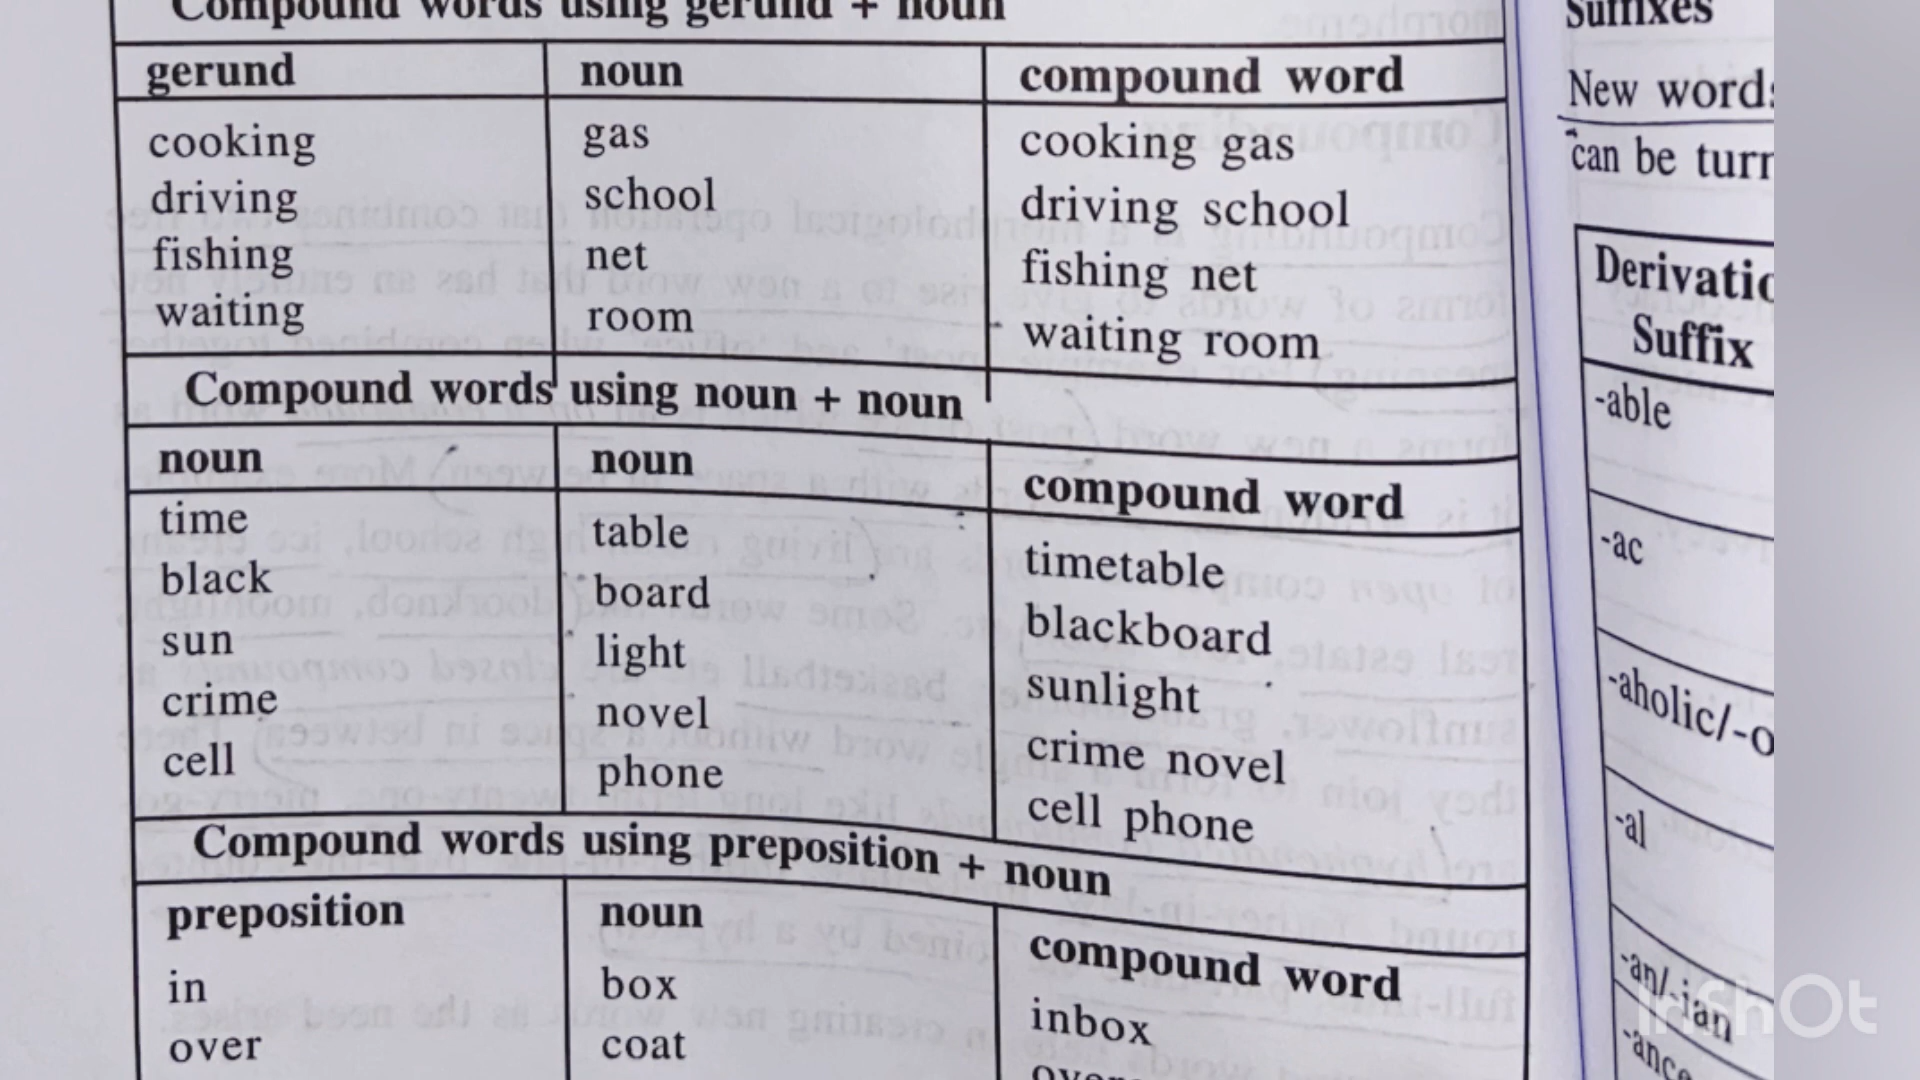 Compound words using gerund + noun
gerund noun compound word
cooking gas cooking gas
driving school driving school
fishing net fishing net
waiting room waiting room
Compound words using noun + noun
noun noun compound word
time table timetable
black board blackboard
sun light sunlight
crime novel crime novel
cell phone cell phone
Compound words using preposition + noun
preposition noun compound word
in box inbox
over coat
Suffixes
New words
can be turn
Derivatio
Suffix
-able
-ac
-aholic/-o
-al
-an/-ian
-ance
InShOt